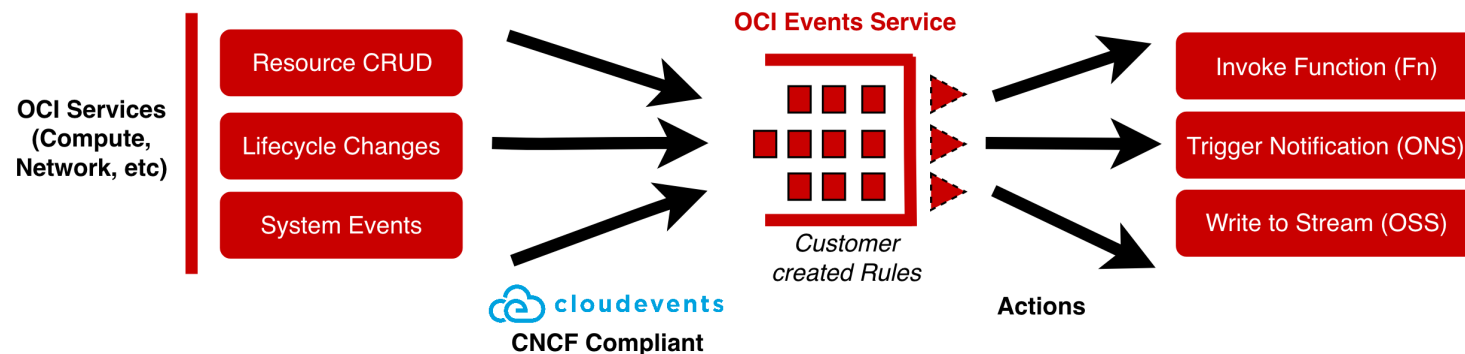 OCI Services
(Compute,
Network, etc)
Resource CRUD
Lifecycle Changes
System Events
cloudevents
CNCF Compliant
OCI Events Service
Customer
created Rules
Invoke Function (Fn)
Trigger Notification (ONS)
Write to Stream (OSS)
Actions